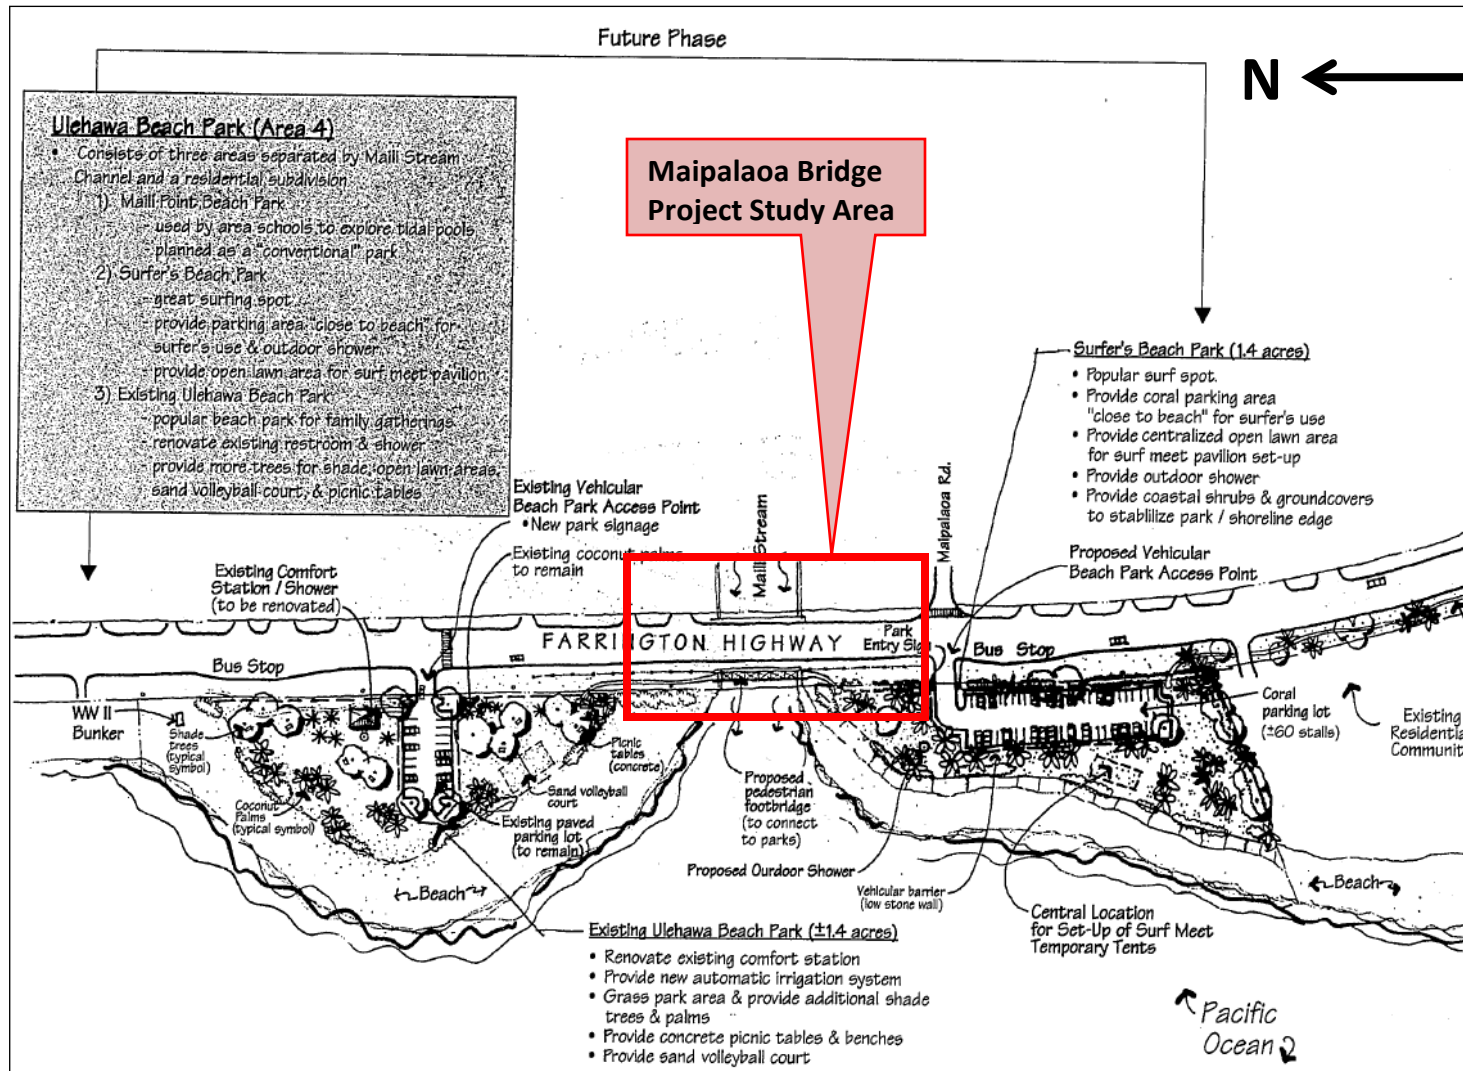 Future Phase
N
Ulehawa Beach Park (Area 4)
• Consists of three areas separated by Maili Stream
Channel and a residential subdivision
1) Maili Point Beach Park
- used by area schools to explore tidal pools
- planned as a "conventional" park
2) Surfer's Beach Park
- great surfing spot
- provide parking area "close to beach" for
surfer's use & outdoor shower
- provide open lawn area for surf meet pavilion
3) Existing Ulehawa Beach Park
- popular beach park for family gatherings
- renovate existing restroom & shower
- provide more trees for shade, open lawn areas,
sand volleyball court, & picnic tables
Maipalaoa Bridge
Project Study Area
Surfer's Beach Park (1.4 acres)
• Popular surf spot.
• Provide coral parking area
"close to beach" for surfer's use
• Provide centralized open lawn area
for surf meet pavilion set-up
• Provide outdoor shower
• Provide coastal shrubs & groundcovers
to stablilize park / shoreline edge
Existing Vehicular
Beach Park Access Point
• New park signage
Existing coconut palms
to remain
Existing Comfort
Station / Shower
(to be renovated)
Maili Stream
Maipalaoa Rd.
Proposed Vehicular
Beach Park Access Point
FARRINGTON HIGHWAY
Park
Entry Sign
Bus Stop
Bus Stop
WW II
Bunker
Shade
trees
(typical
symbol)
Coconut
Palms
(typical symbol)
Picnic
tables
(concrete)
Sand volleyball
court
Existing paved
parking lot
(to remain)
Proposed
pedestrian
footbridge
(to connect
to parks)
Proposed Ourdoor Shower
Vehicular barrier
(low stone wall)
Coral
parking lot
(±60 stalls)
Existing
Residential
Communit
Beach
Beach
Central Location
for Set-Up of Surf Meet
Temporary Tents
Existing Ulehawa Beach Park (±1.4 acres)
• Renovate existing comfort station
• Provide new automatic irrigation system
• Grass park area & provide additional shade
trees & palms
• Provide concrete picnic tables & benches
• Provide sand volleyball court
Pacific
Ocean